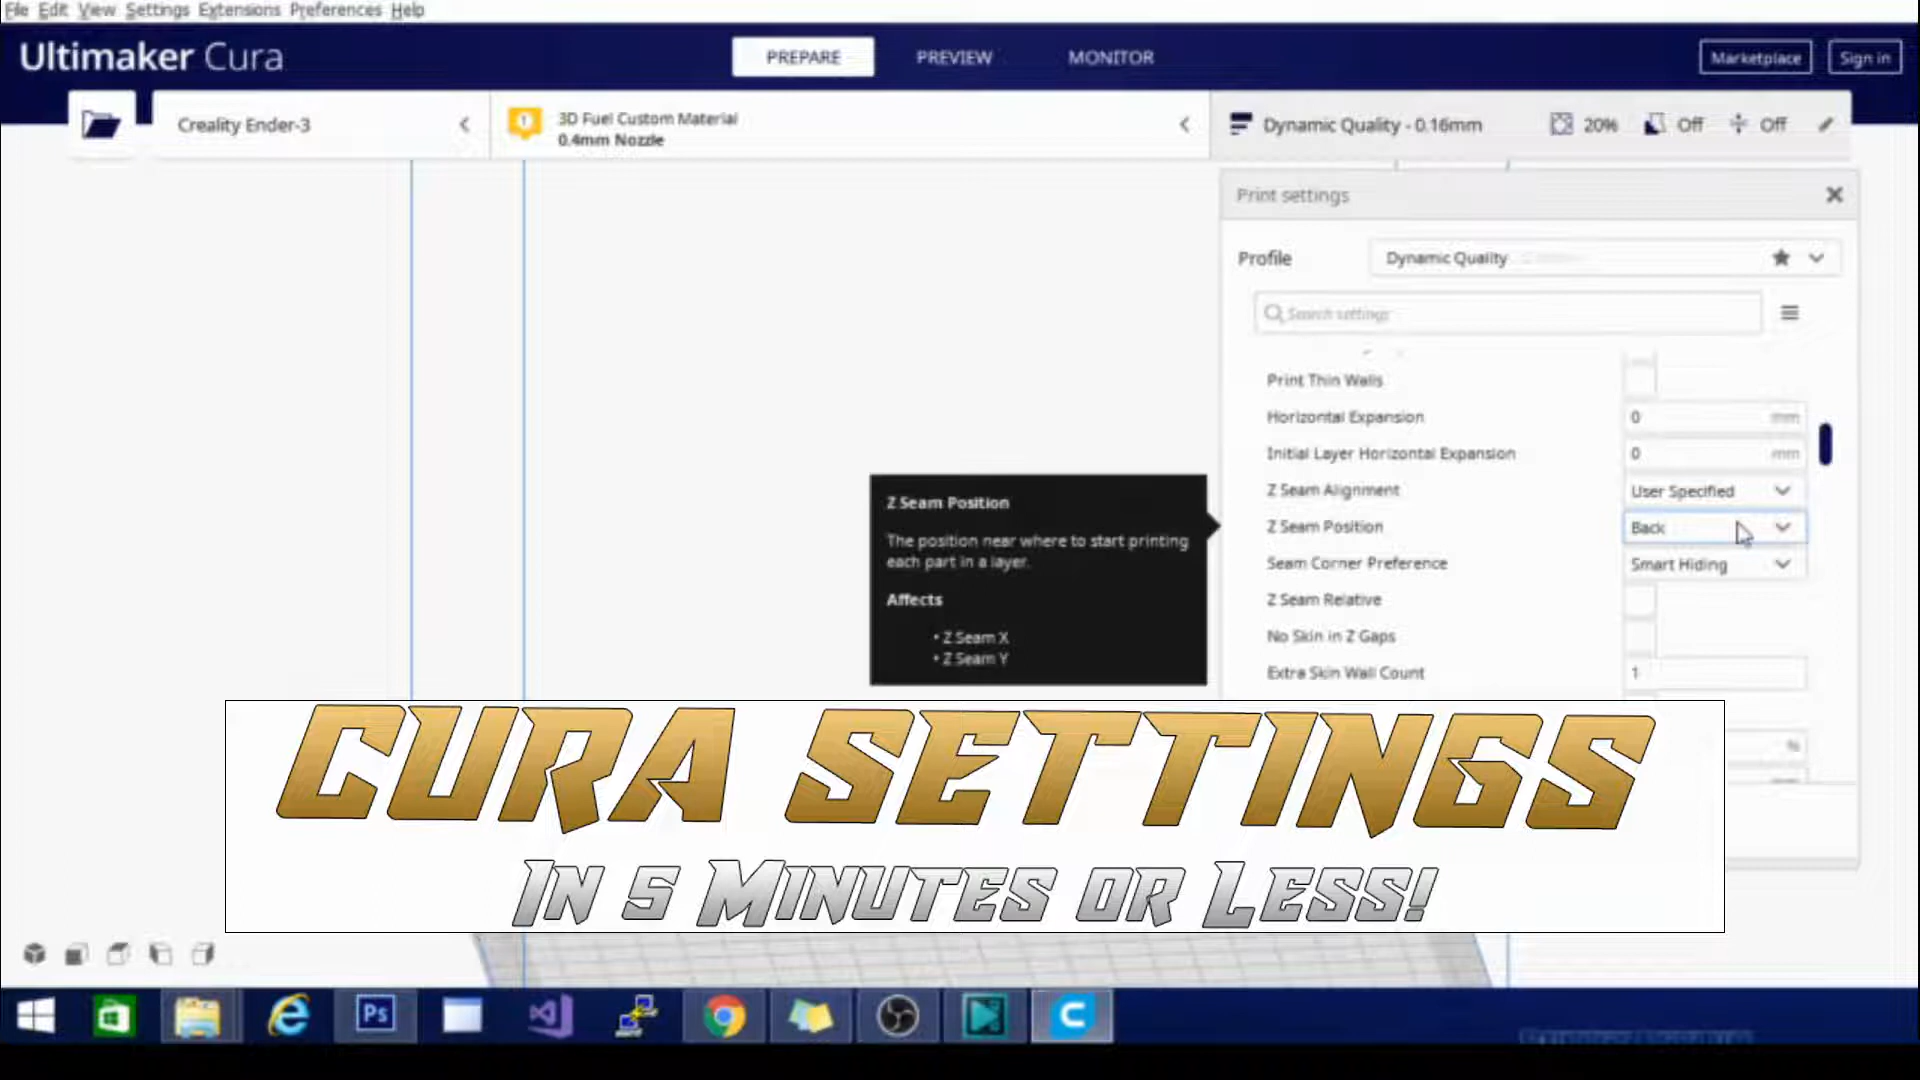 File Edit View Settings Extensions Preferences Help
Ultimaker Cura
PREPARE PREVIEW MONITOR
Marketplace Sign in
Creality Ender-3
3D Fuel Custom Material
0.4mm Nozzle
Dynamic Quality - 0.16mm 20% Off Off
Print settings
Profile Dynamic Quality
Search settings
Print Thin Walls
Horizontal Expansion 0 mm
Initial Layer Horizontal Expansion 0 mm
Z Seam Alignment User Specified
Z Seam Position Back
Seam Corner Preference Smart Hiding
Z Seam Relative
No Skin in Z Gaps
Extra Skin Wall Count 1
%
Z Seam Position
The position near where to start printing
each part in a layer.
Affects
• Z Seam X
• Z Seam Y
CURA SETTINGS
IN 5 MINUTES OR LESS!
Ps